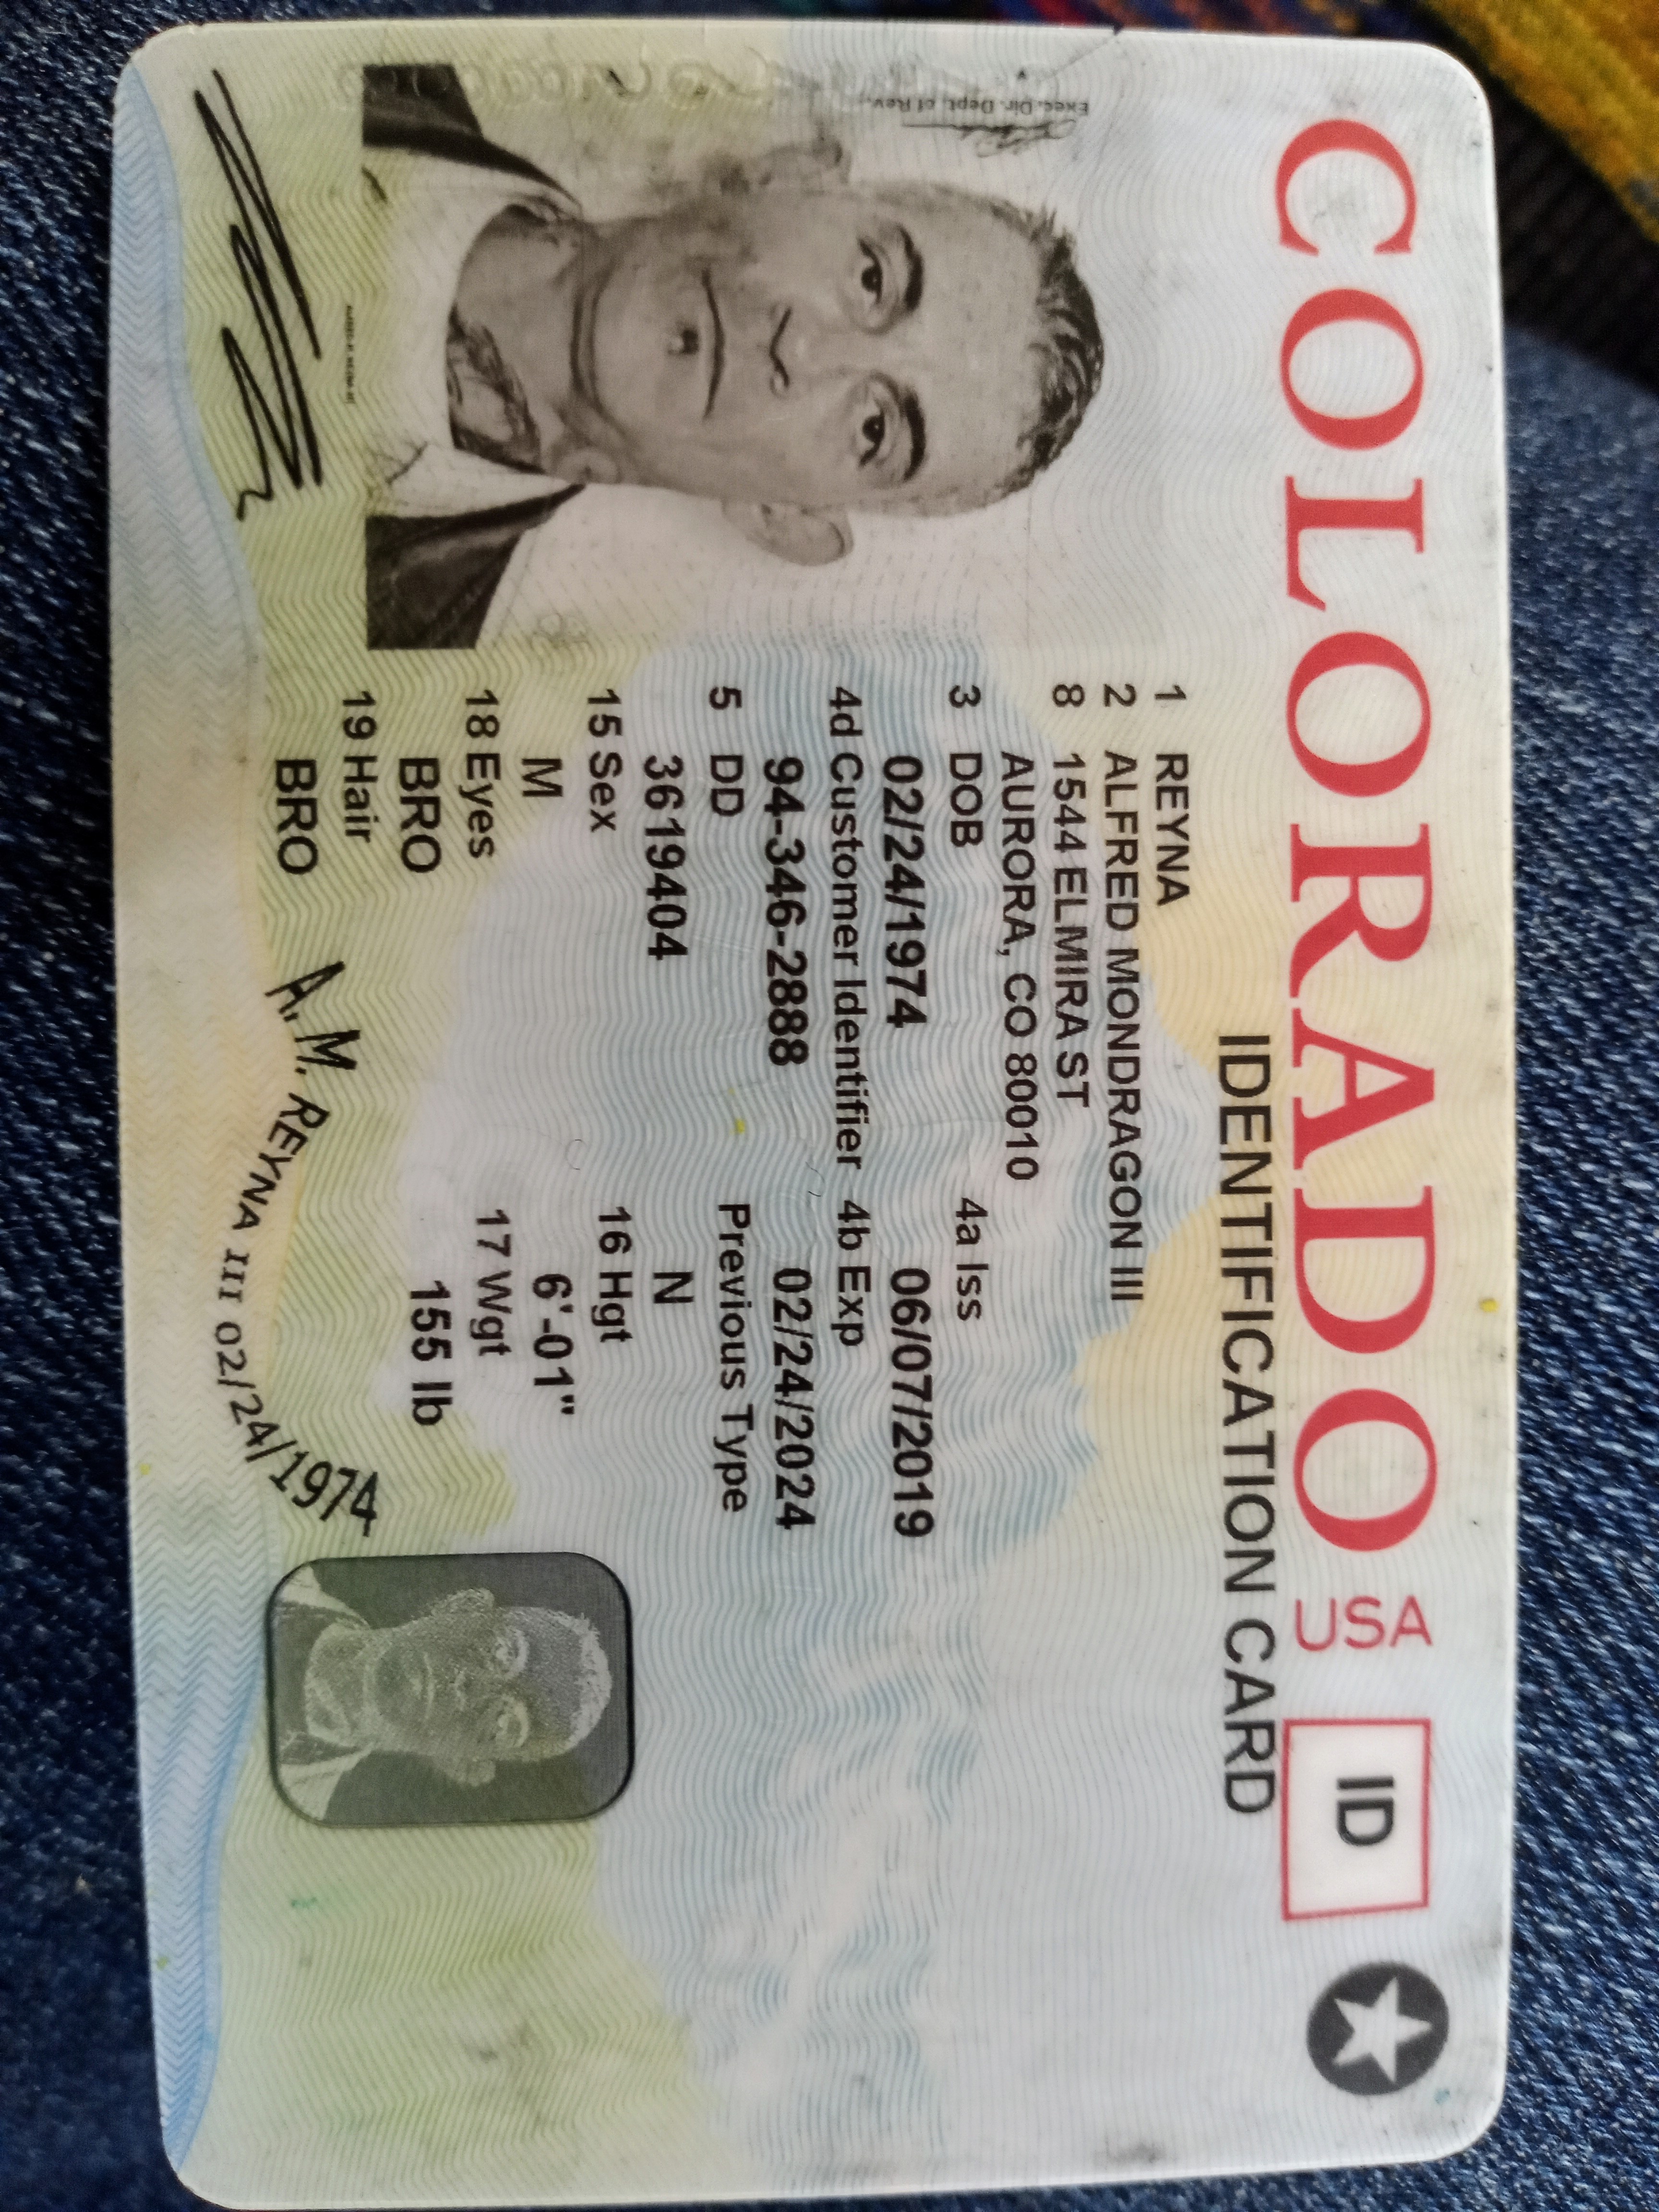 COLORADO USA ID
IDENTIFICATION CARD
1 REYNA
2 ALFRED MONDRAGON III
8 1544 ELMIRA ST
AURORA, CO 80010
3 DOB
02/24/1974
4a Iss
06/07/2019
4d Customer Identifier
94-346-2888
4b Exp
02/24/2024
5 DD
3619404
Previous Type
N
15 Sex
M
16 Hgt
6'-01"
18 Eyes
BRO
17 Wgt
155 lb
19 Hair
BRO
A. M. REYNA III 02/24/1974
Exec. Dir. Dept. of Rev.